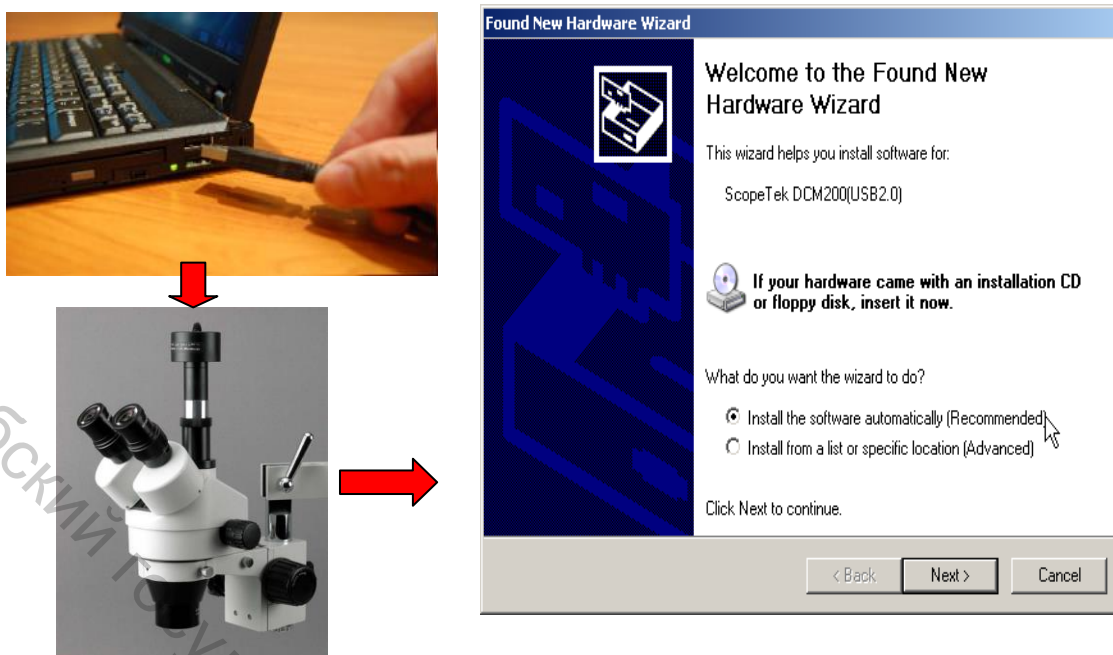 Found New Hardware Wizard
Welcome to the Found New
Hardware Wizard
This wizard helps you install software for:
ScopeTek DCM200(USB2.0)
If your hardware came with an installation CD
or floppy disk, insert it now.
What do you want the wizard to do?
Install the software automatically (Recommended)
Install from a list or specific location (Advanced)
Click Next to continue.
< Back
Next >
Cancel